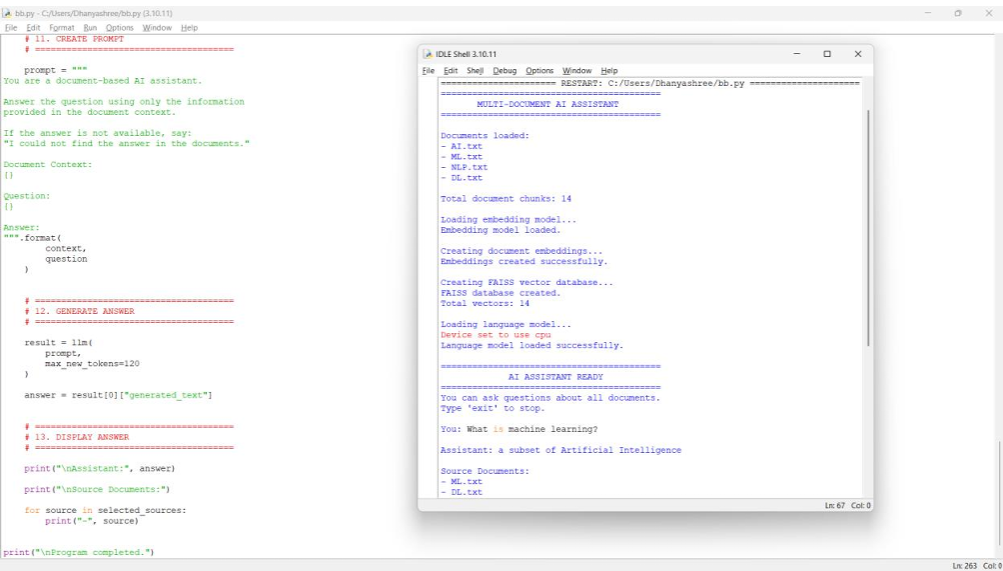 bb.py - C:/Users/Dhanyashree/bb.py (3.10.11)
File Edit Format Run Options Window Help
# 11. CREATE PROMPT
# ======================================
prompt = """
You are a document-based AI assistant.
Answer the question using only the information
provided in the document context.
If the answer is not available, say:
"I could not find the answer in the documents."
Document Context:
{}
Question:
{}
Answer:
""".format(
context,
question
)
# ======================================
# 12. GENERATE ANSWER
# ======================================
result = llm(
prompt,
max_new_tokens=120
)
answer = result[0]["generated_text"]
# ======================================
# 13. DISPLAY ANSWER
# ======================================
print("\nAssistant:", answer)
print("\nSource Documents:")
for source in selected_sources:
print("-", source)
print("\nProgram completed.")
Ln: 263 Col: 0
IDLE Shell 3.10.11
File Edit Shell Debug Options Window Help
====================== RESTART: C:/Users/Dhanyashree/bb.py =====================
==========================================
MULTI-DOCUMENT AI ASSISTANT
==========================================
Documents loaded:
- AI.txt
- ML.txt
- NLP.txt
- DL.txt
Total document chunks: 14
Loading embedding model...
Embedding model loaded.
Creating document embeddings...
Embeddings created successfully.
Creating FAISS vector database...
FAISS database created.
Total vectors: 14
Loading language model...
Device set to use cpu
Language model loaded successfully.
==========================================
AI ASSISTANT READY
==========================================
You can ask questions about all documents.
Type 'exit' to stop.
You: What is machine learning?
Assistant: a subset of Artificial Intelligence
Source Documents:
- ML.txt
- DL.txt
Ln: 67 Col: 0